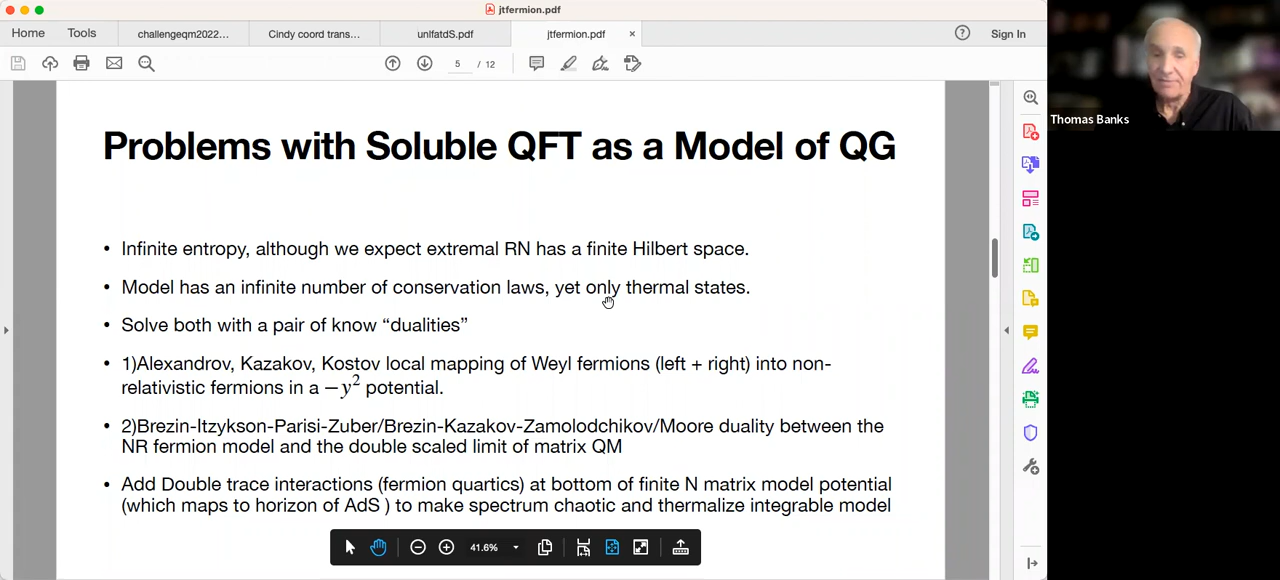 jtfermion.pdf
Home Tools challengeqm2022... Cindy coord trans... unIfatdS.pdf jtfermion.pdf × Sign In
5 / 12
Thomas Banks
Problems with Soluble QFT as a Model of QG
• Infinite entropy, although we expect extremal RN has a finite Hilbert space.
• Model has an infinite number of conservation laws, yet only thermal states.
• Solve both with a pair of know “dualities”
• 1)Alexandrov, Kazakov, Kostov local mapping of Weyl fermions (left + right) into non-
relativistic fermions in a −y² potential.
• 2)Brezin-Itzykson-Parisi-Zuber/Brezin-Kazakov-Zamolodchikov/Moore duality between the
NR fermion model and the double scaled limit of matrix QM
• Add Double trace interactions (fermion quartics) at bottom of finite N matrix model potential
(which maps to horizon of AdS ) to make spectrum chaotic and thermalize integrable model
41.6%